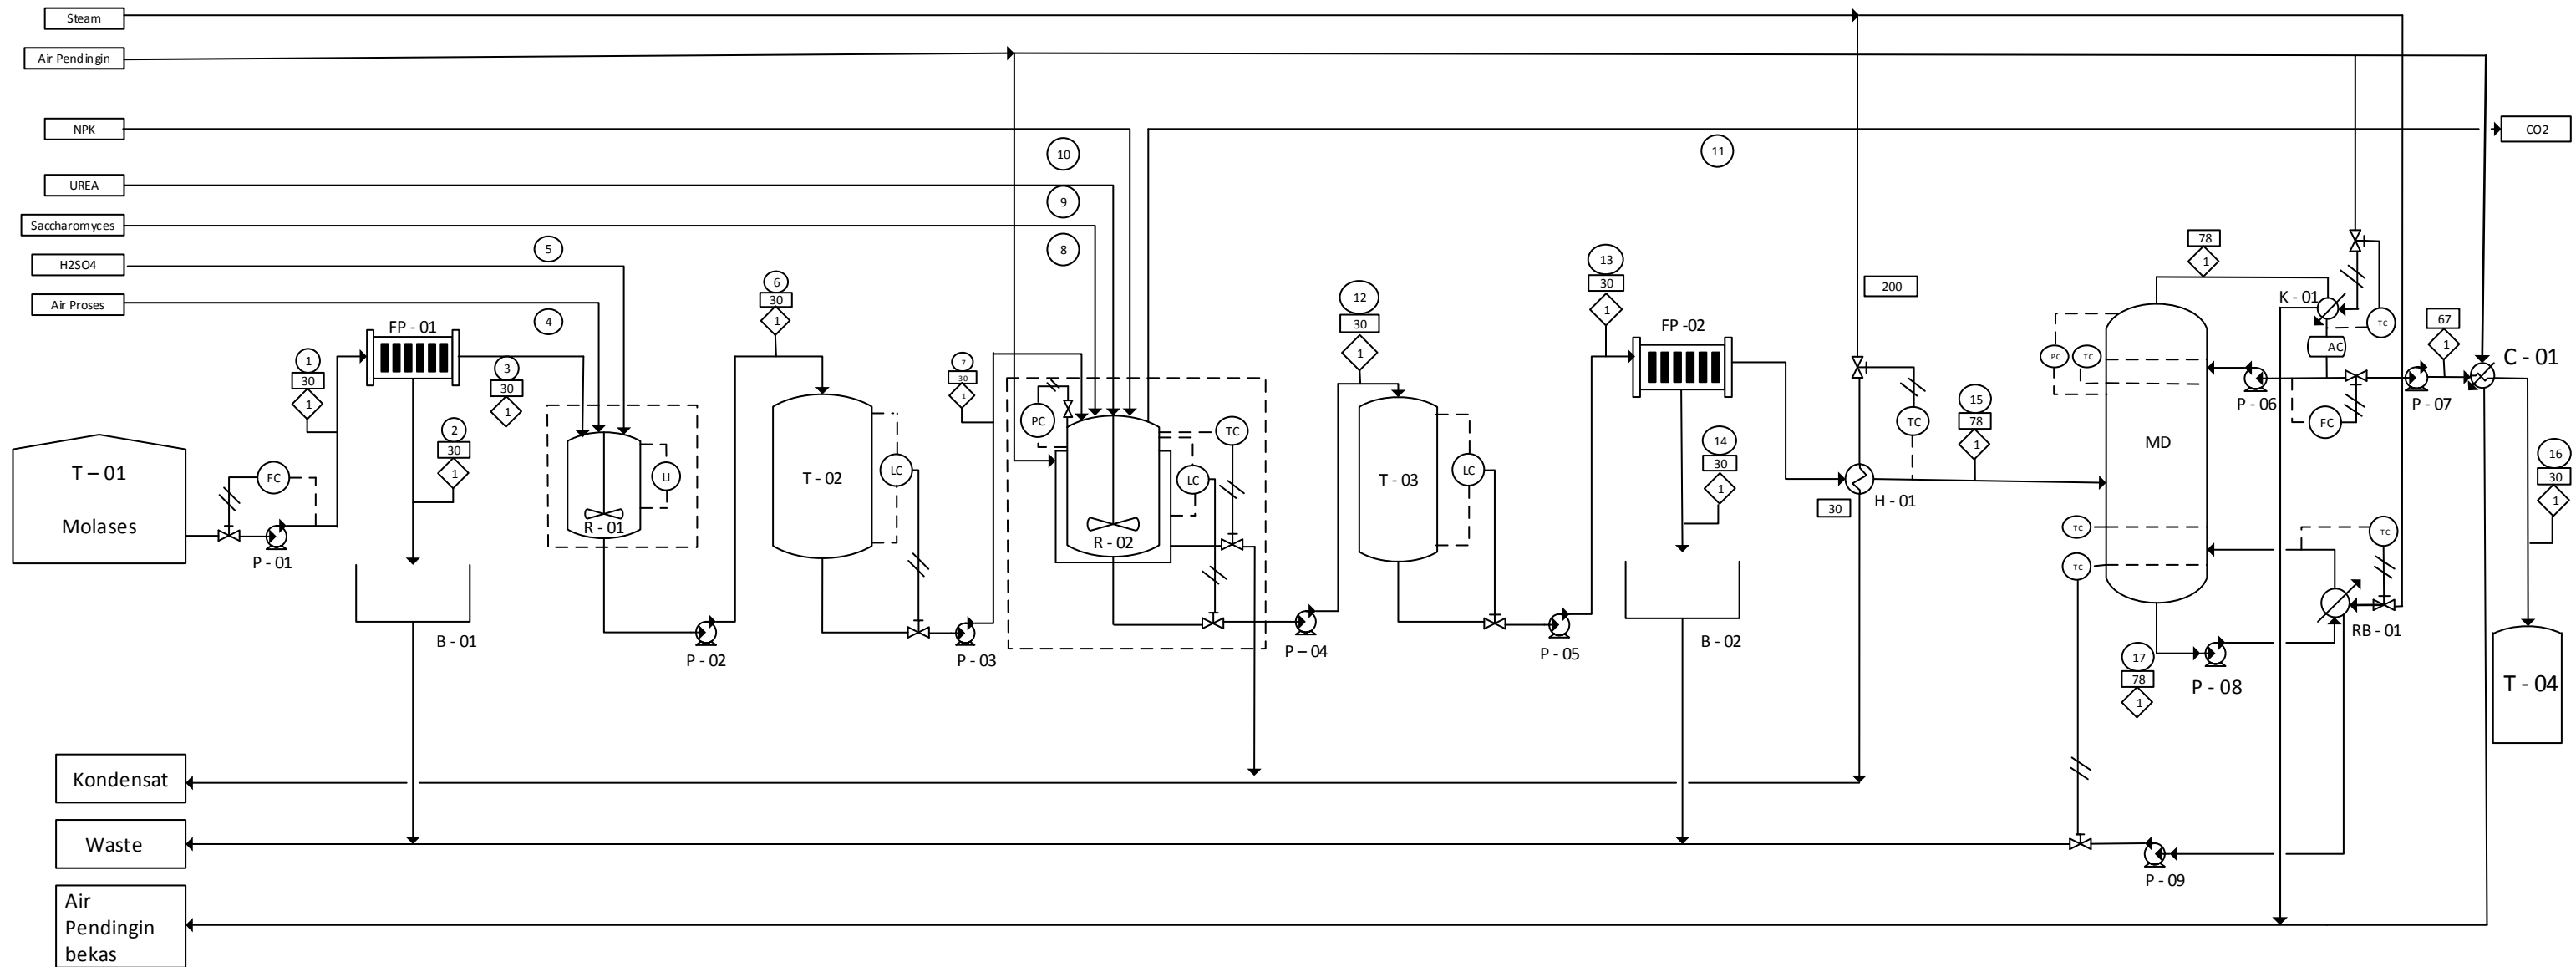 Steam
Air Pendingin
NPK
UREA
Saccharomyces
H2SO4
Air Proses
CO2
10
9
8
5
4
11
FP - 01
1
30
1
3
30
1
2
30
1
T – 01
Molases
FC
P - 01
B - 01
R - 01
LI
P - 02
6
30
1
T - 02
LC
P - 03
7
30
1
PC
TC
LC
R - 02
P – 04
12
30
1
T - 03
LC
P - 05
13
30
1
FP -02
14
30
1
B - 02
200
TC
30
H - 01
15
78
1
78
1
K - 01
TC
AC
PC
TC
MD
P - 06
FC
67
1
P - 07
C - 01
16
30
1
TC
TC
TC
RB - 01
17
78
1
P - 08
T - 04
P - 09
Kondensat
Waste
Air
Pendingin
bekas